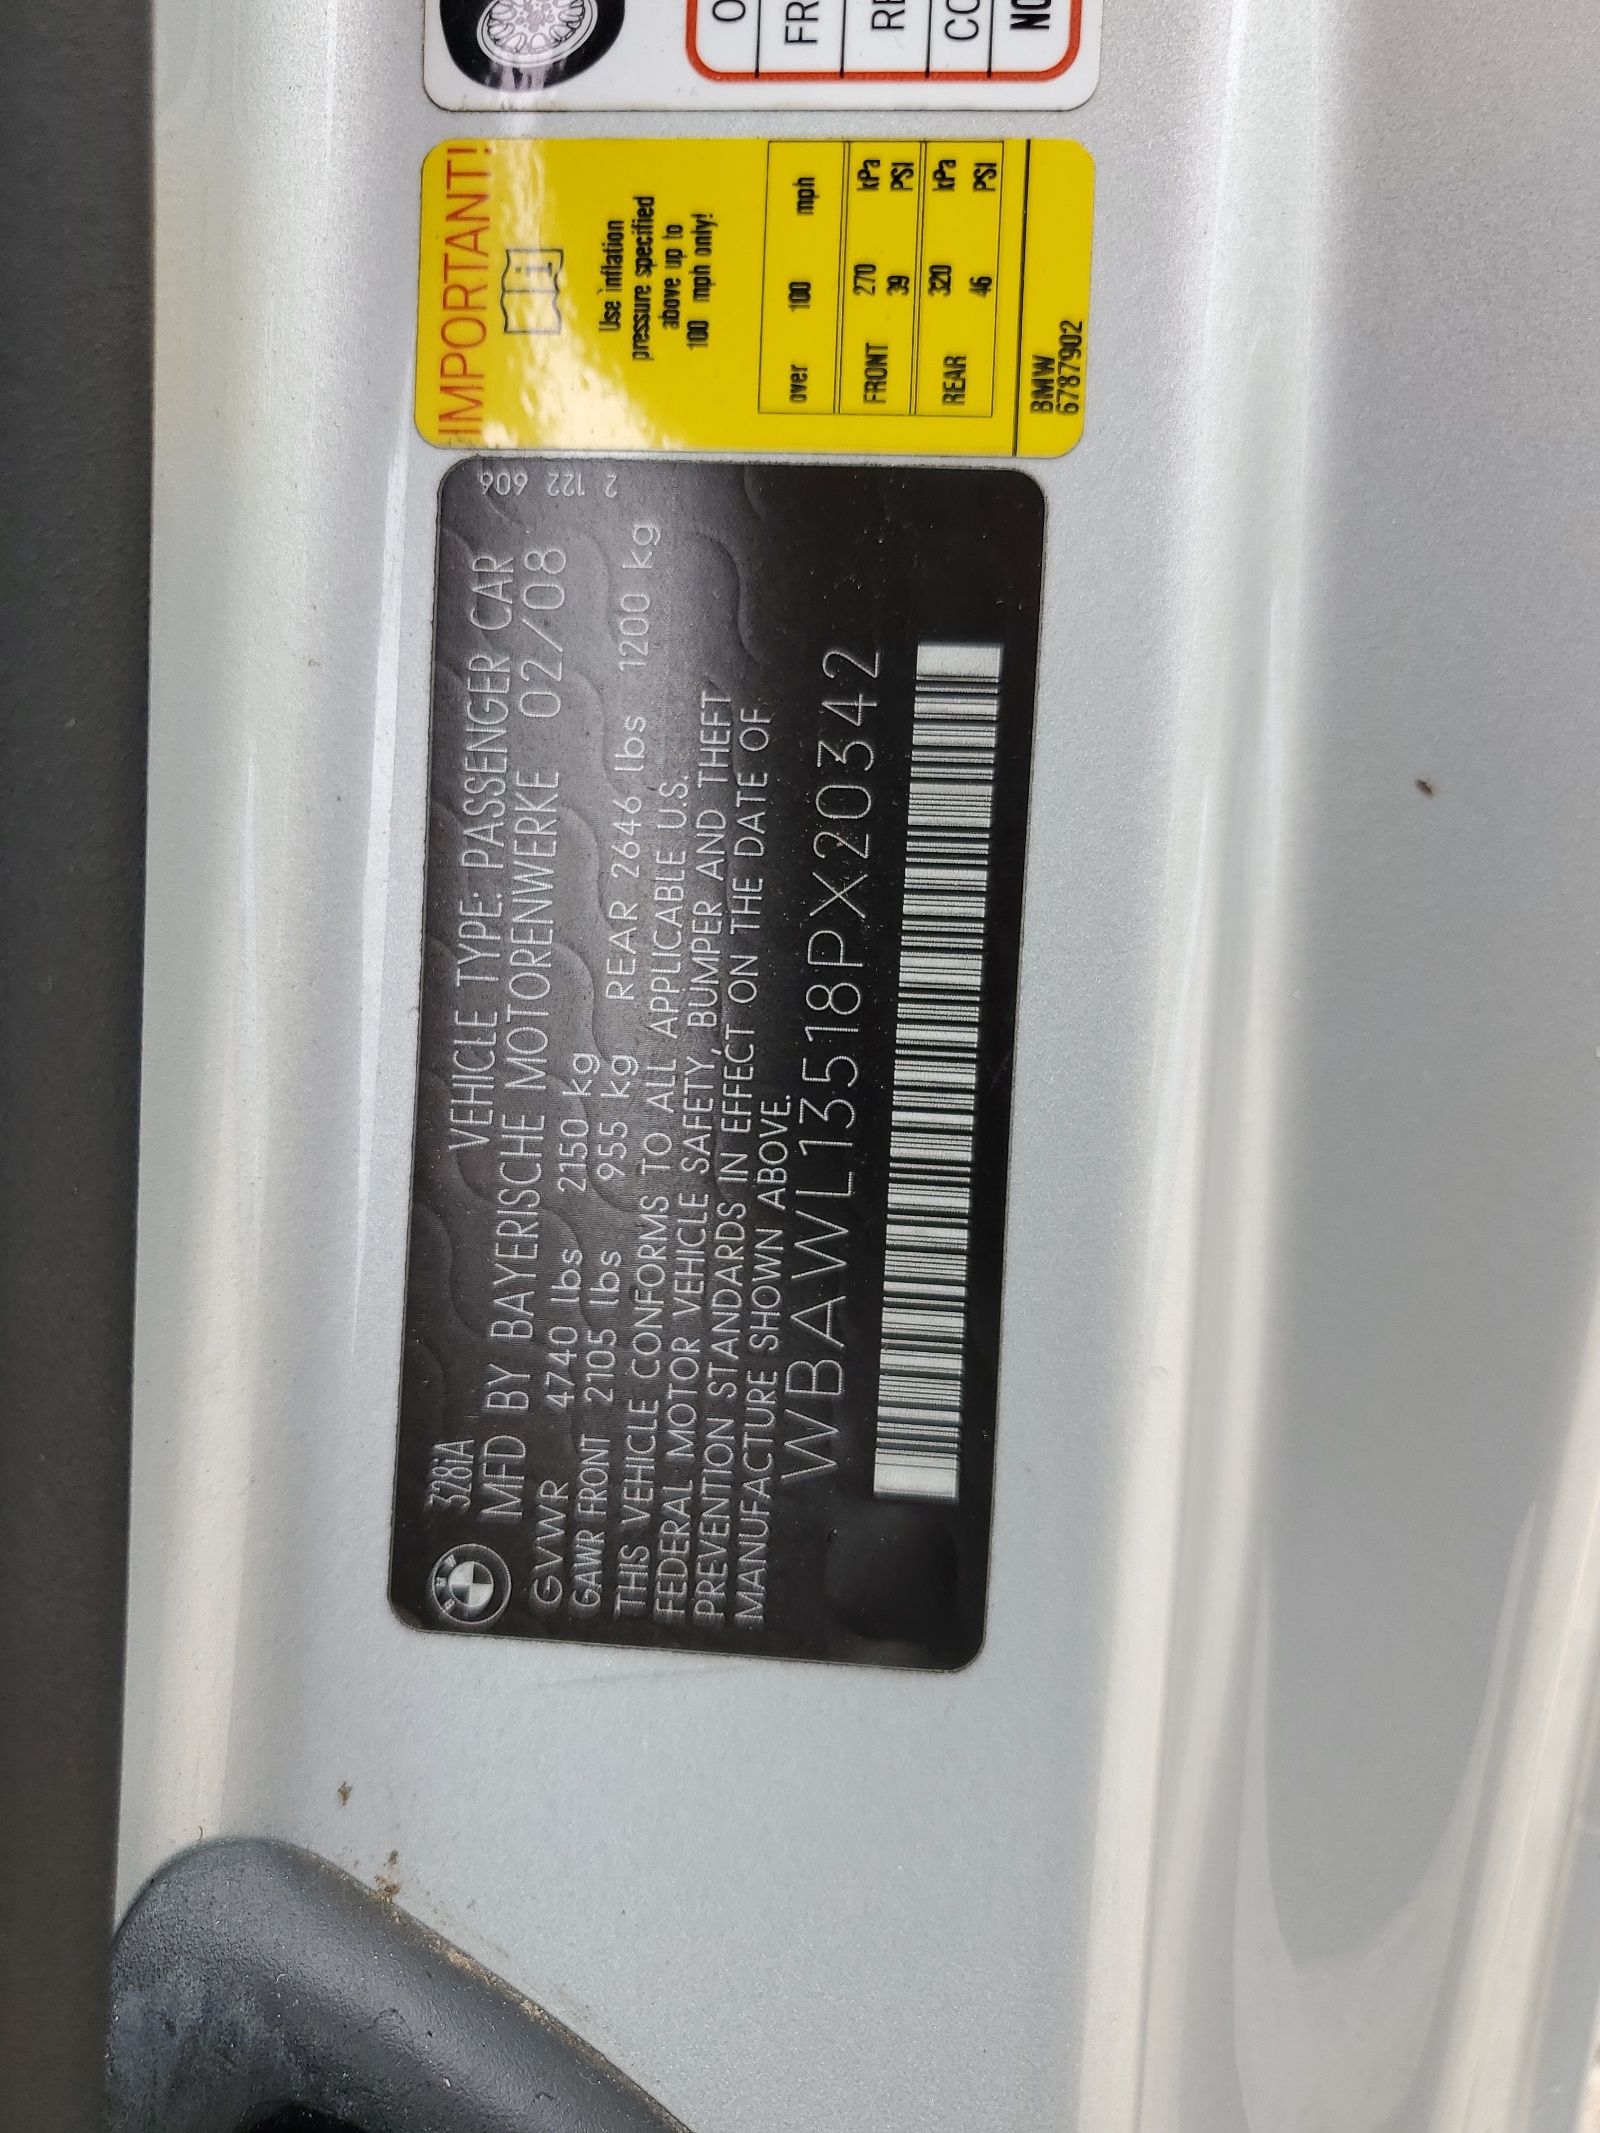 328iA
VEHICLE TYPE: PASSENGER CAR
MFD BY BAYERISCHE MOTORENWERKE 02/08
GVWR 4740 lbs 2150 kg
GAWR FRONT 2105 lbs 955 kg REAR 2646 lbs 1200 kg
THIS VEHICLE CONFORMS TO ALL APPLICABLE U.S.
FEDERAL MOTOR VEHICLE SAFETY, BUMPER AND THEFT
PREVENTION STANDARDS IN EFFECT ON THE DATE OF
MANUFACTURE SHOWN ABOVE.
WBAWL13518PX20342
2 122 606
IMPORTANT!
i
Use inflation
pressure specified
above up to
100 mph only!
over 100 mph
FRONT 270 kPa
39 PSI
REAR 320 kPa
46 PSI
BMW
6787902